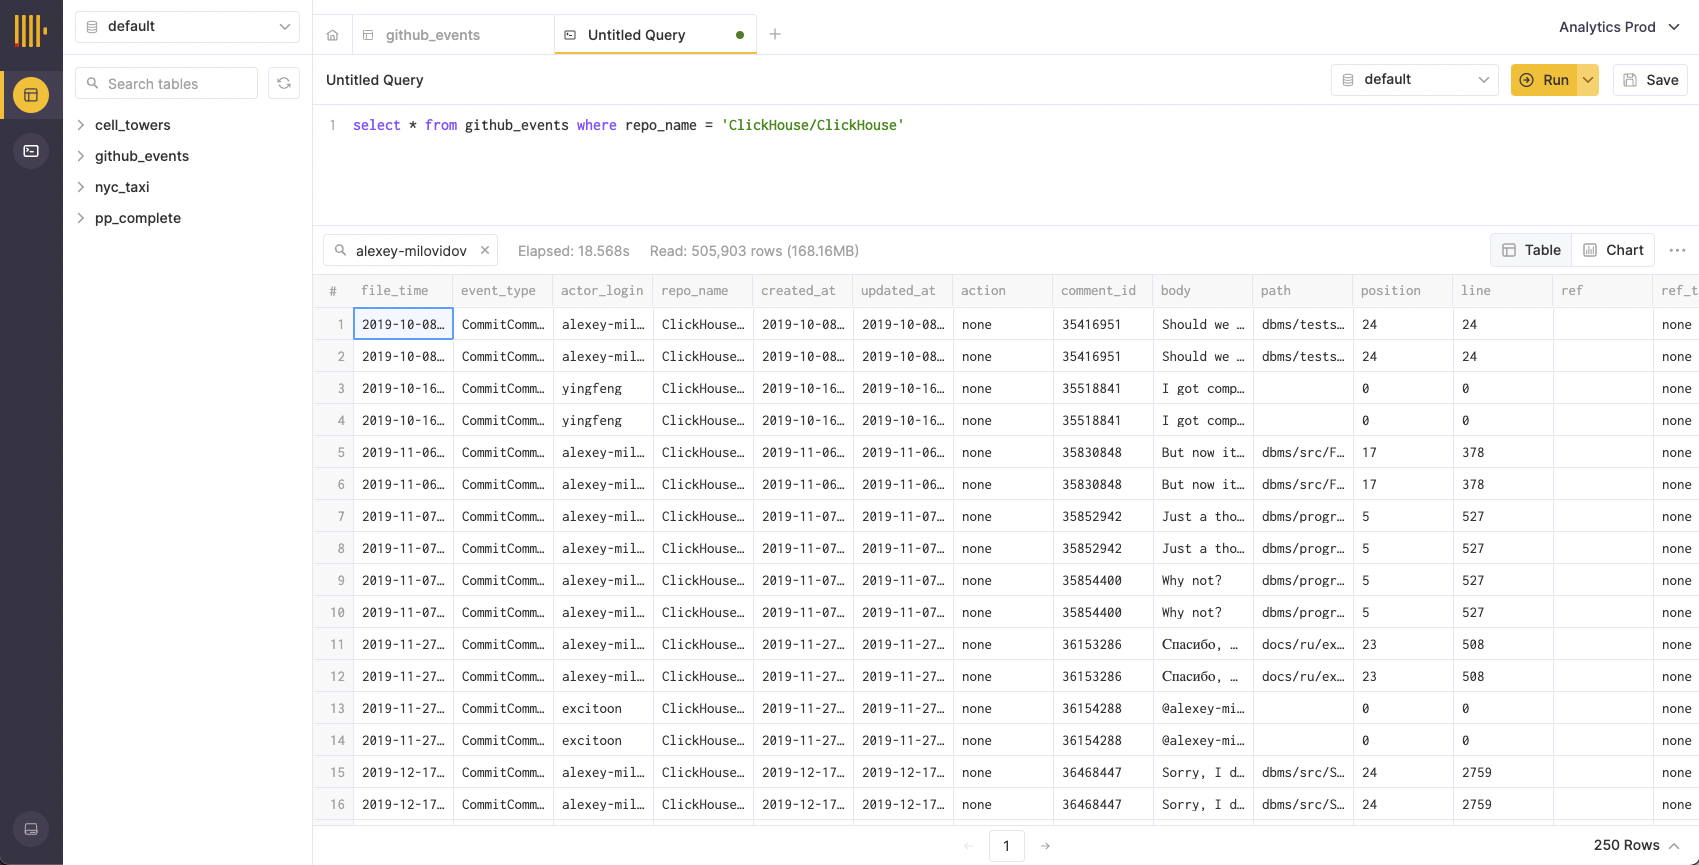 default
Search tables
cell_towers
github_events
nyc_taxi
pp_complete
github_events
Untitled Query
Analytics Prod
Untitled Query
default
Run
Save
1 select * from github_events where repo_name = 'ClickHouse/ClickHouse'
alexey-milovidov Elapsed: 18.568s Read: 505,903 rows (168.16MB)
Table Chart
# file_time event_type actor_login repo_name created_at updated_at action comment_id body path position line ref ref_t
1 2019-10-08… CommitComm… alexey-mil… ClickHouse… 2019-10-08… 2019-10-08… none 35416951 Should we … dbms/tests… 24 24 none
2 2019-10-08… CommitComm… alexey-mil… ClickHouse… 2019-10-08… 2019-10-08… none 35416951 Should we … dbms/tests… 24 24 none
3 2019-10-16… CommitComm… yingfeng ClickHouse… 2019-10-16… 2019-10-16… none 35518841 I got comp… 0 0 none
4 2019-10-16… CommitComm… yingfeng ClickHouse… 2019-10-16… 2019-10-16… none 35518841 I got comp… 0 0 none
5 2019-11-06… CommitComm… alexey-mil… ClickHouse… 2019-11-06… 2019-11-06… none 35830848 But now it… dbms/src/F… 17 378 none
6 2019-11-06… CommitComm… alexey-mil… ClickHouse… 2019-11-06… 2019-11-06… none 35830848 But now it… dbms/src/F… 17 378 none
7 2019-11-07… CommitComm… alexey-mil… ClickHouse… 2019-11-07… 2019-11-07… none 35852942 Just a tho… dbms/progr… 5 527 none
8 2019-11-07… CommitComm… alexey-mil… ClickHouse… 2019-11-07… 2019-11-07… none 35852942 Just a tho… dbms/progr… 5 527 none
9 2019-11-07… CommitComm… alexey-mil… ClickHouse… 2019-11-07… 2019-11-07… none 35854400 Why not? dbms/progr… 5 527 none
10 2019-11-07… CommitComm… alexey-mil… ClickHouse… 2019-11-07… 2019-11-07… none 35854400 Why not? dbms/progr… 5 527 none
11 2019-11-27… CommitComm… alexey-mil… ClickHouse… 2019-11-27… 2019-11-27… none 36153286 Спасибо, … docs/ru/ex… 23 508 none
12 2019-11-27… CommitComm… alexey-mil… ClickHouse… 2019-11-27… 2019-11-27… none 36153286 Спасибо, … docs/ru/ex… 23 508 none
13 2019-11-27… CommitComm… excitoon ClickHouse… 2019-11-27… 2019-11-27… none 36154288 @alexey-mi… 0 0 none
14 2019-11-27… CommitComm… excitoon ClickHouse… 2019-11-27… 2019-11-27… none 36154288 @alexey-mi… 0 0 none
15 2019-12-17… CommitComm… alexey-mil… ClickHouse… 2019-12-17… 2019-12-17… none 36468447 Sorry, I d… dbms/src/S… 24 2759 none
16 2019-12-17… CommitComm… alexey-mil… ClickHouse… 2019-12-17… 2019-12-17… none 36468447 Sorry, I d… dbms/src/S… 24 2759 none
1
250 Rows